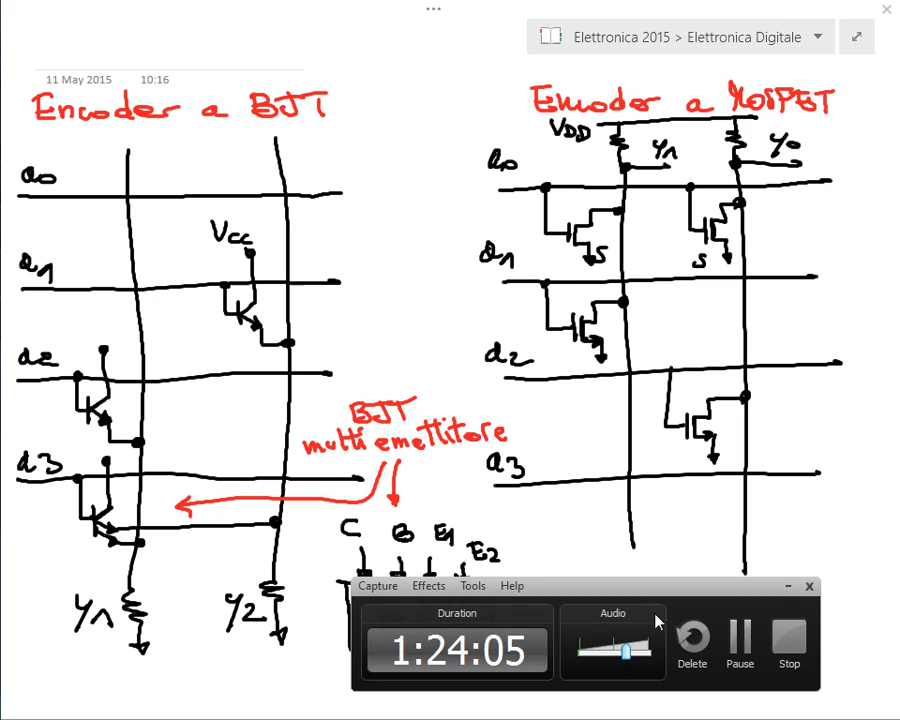 Elettronica 2015 > Elettronica Digitale
11 May 2015 10:16
Encoder a BJT
a0
Vcc
a1
a2
a3
y1
y2
BJT
multi emettitore
C B E1 E2
Encoder a MOSFET
VDD
y1
y0
a0
S
S
a1
a2
a3
Capture Effects Tools Help
Duration
1:24:05
Audio
Delete
Pause
Stop